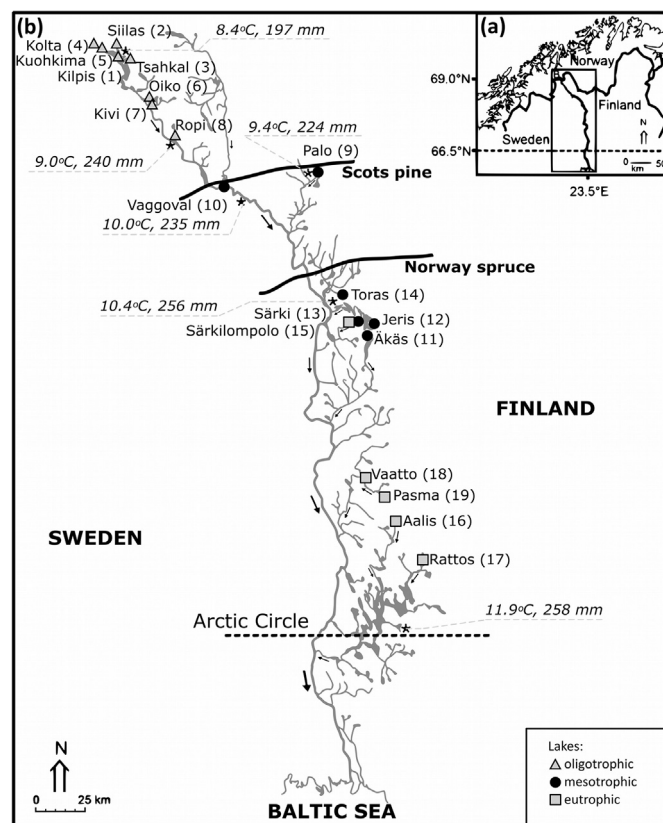 (b)
Siilas (2)
8.4°C, 197 mm
Kolta (4)
Kuohkima (5)
Tsahkal (3)
Kilpis (1)
Oiko (6)
Kivi (7)
Ropi (8)
9.4°C, 224 mm
9.0°C, 240 mm
Palo (9)
Scots pine
Vaggoval (10)
10.0°C, 235 mm
Norway spruce
10.4°C, 256 mm
Toras (14)
Särki (13)
Jeris (12)
Särkilompolo (15)
Äkäs (11)
FINLAND
Vaatto (18)
Pasma (19)
SWEDEN
Aalis (16)
Rattos (17)
11.9°C, 258 mm
Arctic Circle
N
0 25 km
BALTIC SEA
Lakes:
oligotrophic
mesotrophic
eutrophic
(a)
Norway
69.0°N
Finland
Sweden
N
66.5°N
0 50
km
23.5°E